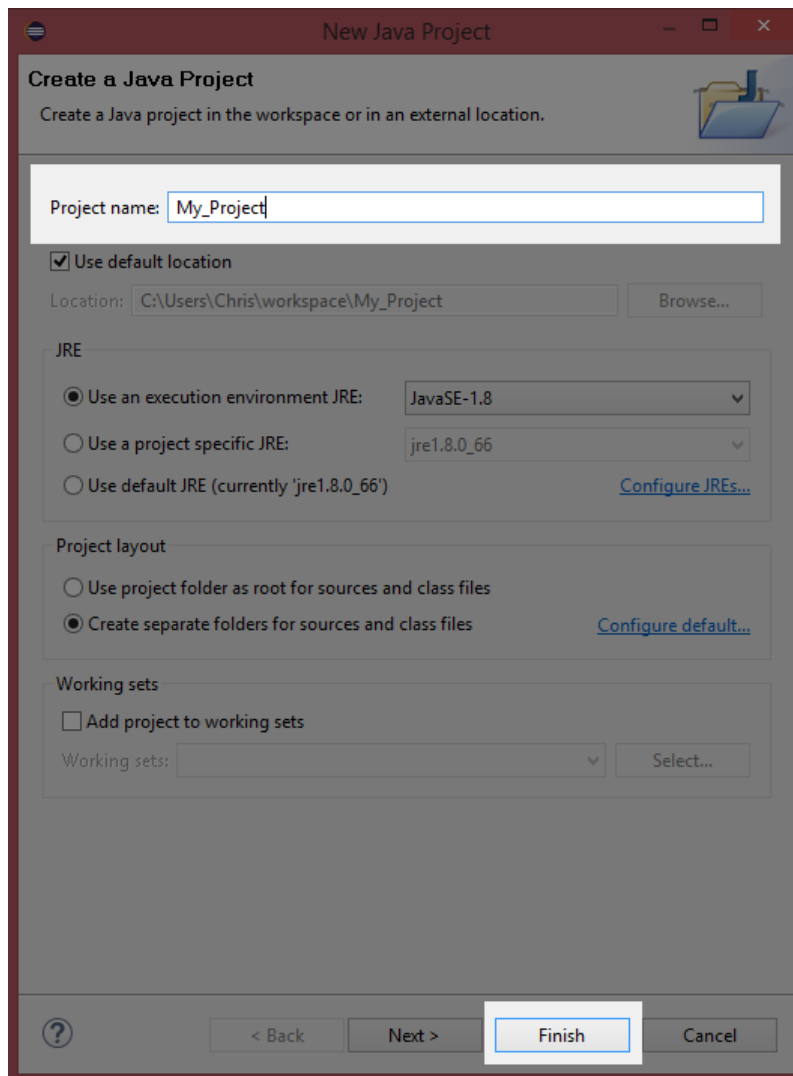 New Java Project
Create a Java Project
Create a Java project in the workspace or in an external location.
Project name: My_Project
Use default location
Location: C:\Users\Chris\workspace\My_Project Browse...
JRE
Use an execution environment JRE: JavaSE-1.8
Use a project specific JRE: jre1.8.0_66
Use default JRE (currently 'jre1.8.0_66') Configure JREs...
Project layout
Use project folder as root for sources and class files
Create separate folders for sources and class files Configure default...
Working sets
Add project to working sets
Working sets: Select...
? < Back Next > Finish Cancel